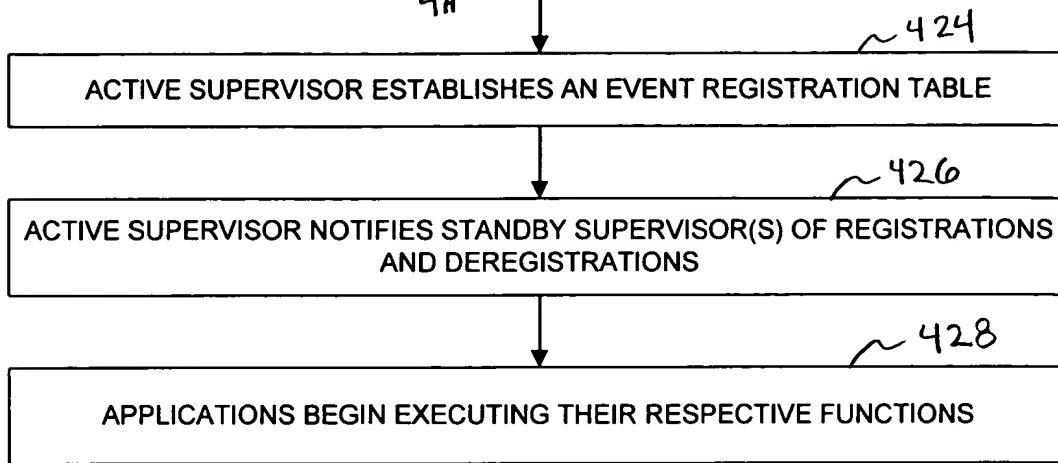 4A
424
ACTIVE SUPERVISOR ESTABLISHES AN EVENT REGISTRATION TABLE
426
ACTIVE SUPERVISOR NOTIFIES STANDBY SUPERVISOR(S) OF REGISTRATIONS
AND DEREGISTRATIONS
428
APPLICATIONS BEGIN EXECUTING THEIR RESPECTIVE FUNCTIONS